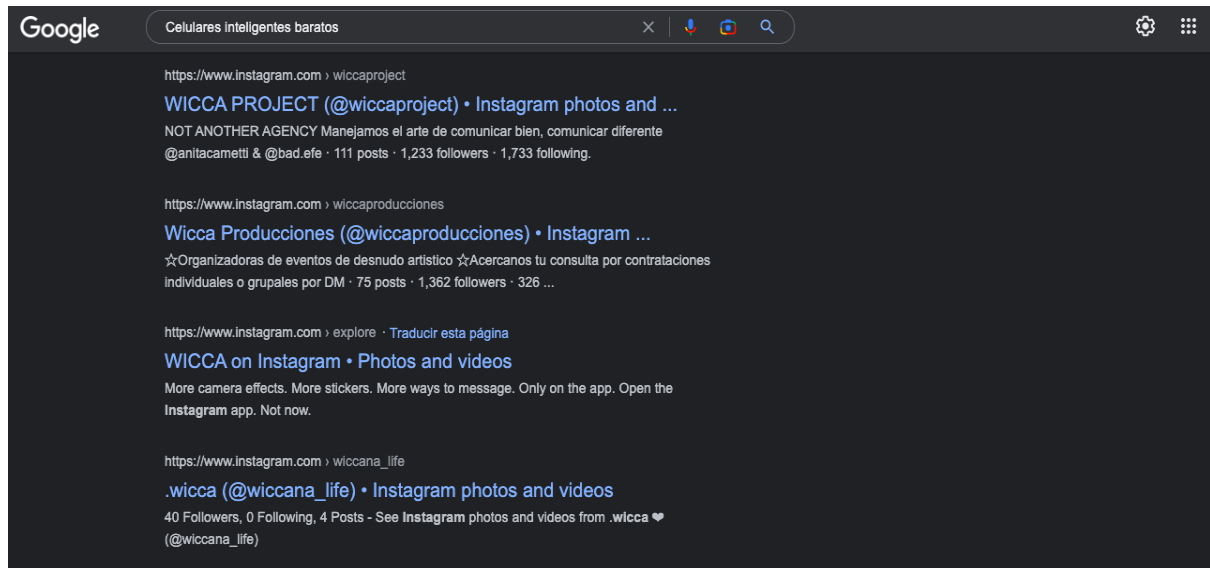 Google
Celulares inteligentes baratos
https://www.instagram.com › wiccaproject
WICCA PROJECT (@wiccaproject) • Instagram photos and ...
NOT ANOTHER AGENCY Manejamos el arte de comunicar bien, comunicar diferente
@anitacametti & @bad.efe · 111 posts · 1,233 followers · 1,733 following.
https://www.instagram.com › wiccaproducciones
Wicca Producciones (@wiccaproducciones) • Instagram ...
☆Organizadoras de eventos de desnudo artistico ☆Acercanos tu consulta por contrataciones
individuales o grupales por DM · 75 posts · 1,362 followers · 326 ...
https://www.instagram.com › explore · Traducir esta página
WICCA on Instagram • Photos and videos
More camera effects. More stickers. More ways to message. Only on the app. Open the
Instagram app. Not now.
https://www.instagram.com › wiccana_life
.wicca (@wiccana_life) • Instagram photos and videos
40 Followers, 0 Following, 4 Posts - See Instagram photos and videos from .wicca ❤
(@wiccana_life)